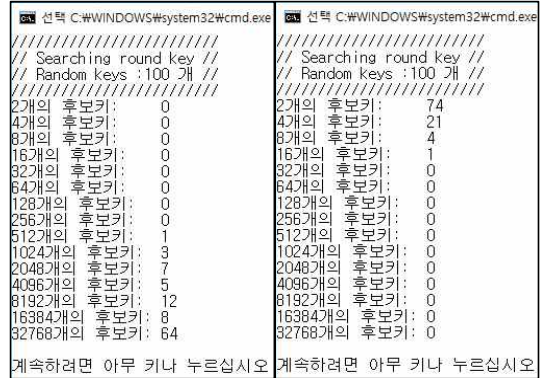 선택 C:₩WINDOWS₩system32₩cmd.exe
///////////////////////////
// Searching round key //
// Random keys :100 개 //
///////////////////////////
2개의 후보키: 0
4개의 후보키: 0
8개의 후보키: 0
16개의 후보키: 0
32개의 후보키: 0
64개의 후보키: 0
128개의 후보키: 0
256개의 후보키: 0
512개의 후보키: 1
1024개의 후보키: 3
2048개의 후보키: 7
4096개의 후보키: 5
8192개의 후보키: 12
16384개의 후보키: 8
32768개의 후보키: 64
계속하려면 아무 키나 누르십시오
선택 C:₩WINDOWS₩system32₩cmd.exe
///////////////////////////
// Searching round key //
// Random keys :100 개 //
///////////////////////////
2개의 후보키: 74
4개의 후보키: 21
8개의 후보키: 4
16개의 후보키: 1
32개의 후보키: 0
64개의 후보키: 0
128개의 후보키: 0
256개의 후보키: 0
512개의 후보키: 0
1024개의 후보키: 0
2048개의 후보키: 0
4096개의 후보키: 0
8192개의 후보키: 0
16384개의 후보키: 0
32768개의 후보키: 0
계속하려면 아무 키나 누르십시오